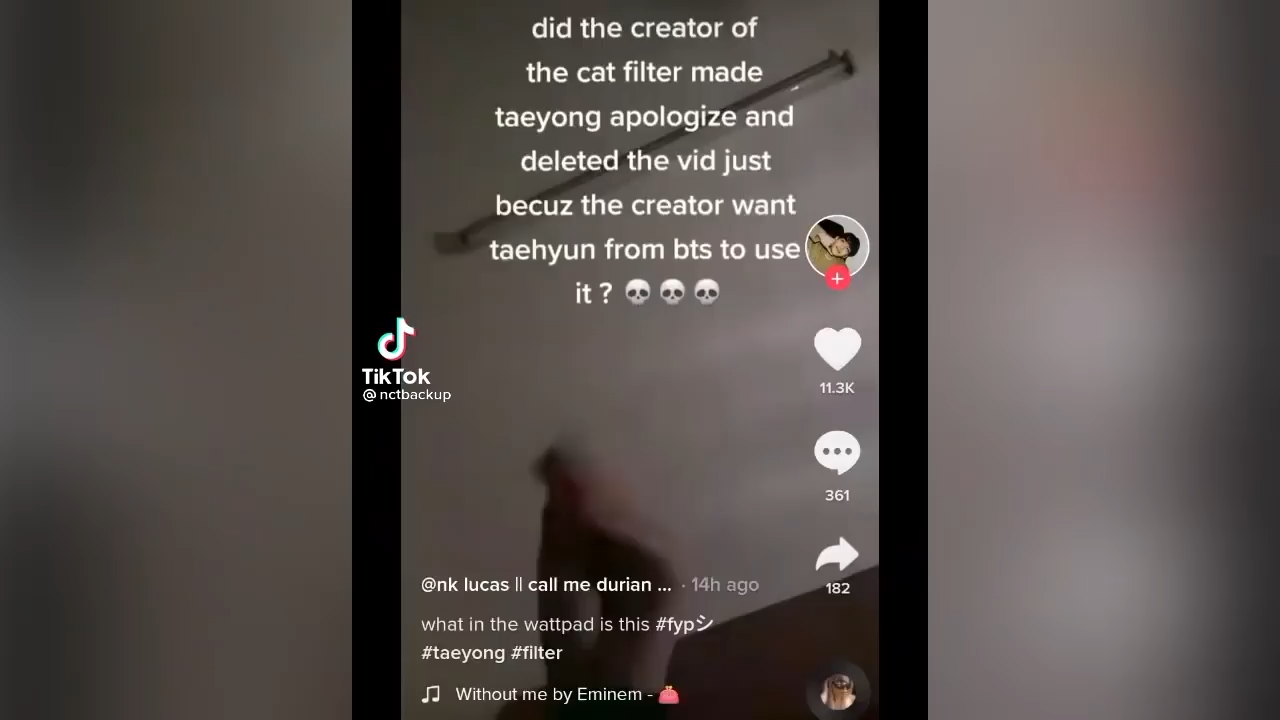 did the creator of
the cat filter made
taeyong apologize and
deleted the vid just
becuz the creator want
taehyun from bts to use
it ? 💀💀💀
TikTok
@nctbackup
11.3K
361
182
@nk lucas || call me durian ... · 14h ago
what in the wattpad is this #fypシ
#taeyong #filter
Without me by Eminem - 👛